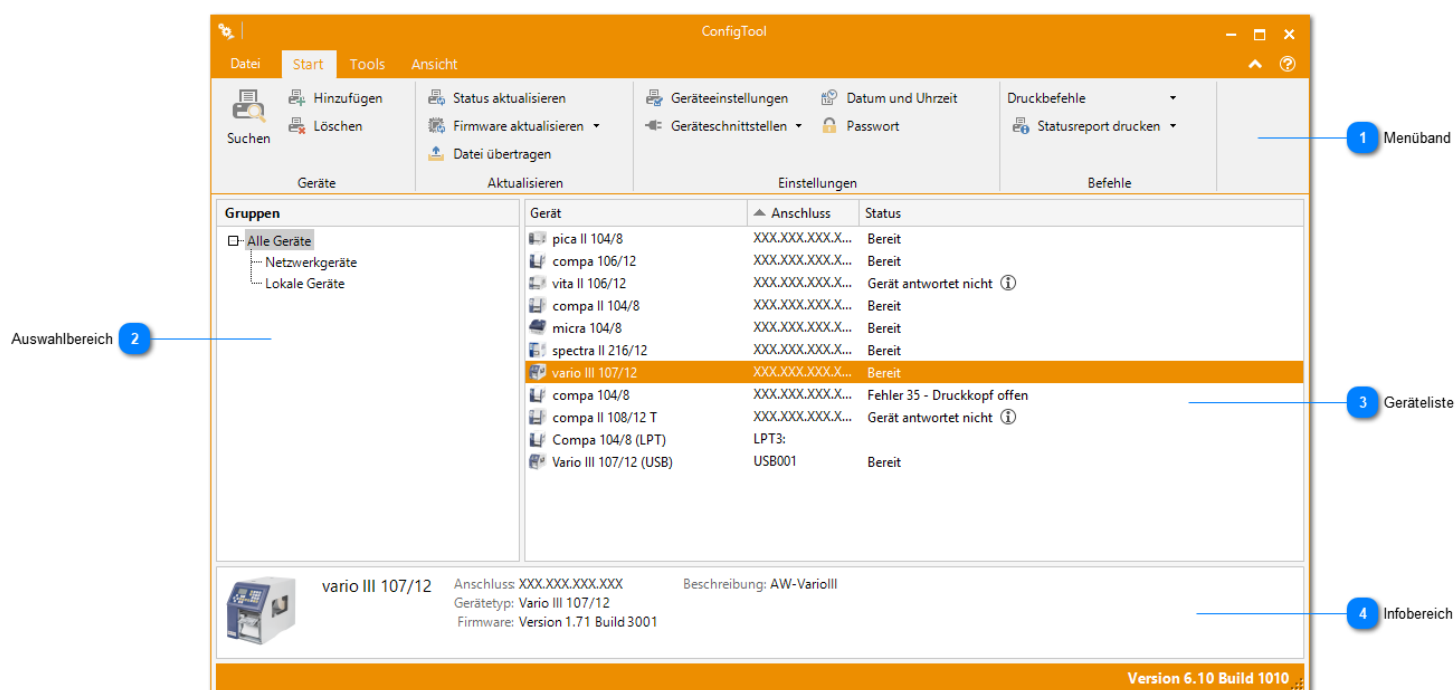 ConfigTool
Datei Start Tools Ansicht
Suchen
Hinzufügen
Löschen
Geräte
Status aktualisieren
Firmware aktualisieren
Datei übertragen
Aktualisieren
Geräteeinstellungen
Geräteschnittstellen
Datum und Uhrzeit
Passwort
Einstellungen
Druckbefehle
Statusreport drucken
Befehle
1 Menüband
Gruppen
Alle Geräte
Netzwerkgeräte
Lokale Geräte
Auswahlbereich 2
Gerät Anschluss Status
pica II 104/8 XXX.XXX.XXX.X... Bereit
compa 106/12 XXX.XXX.XXX.X... Bereit
vita II 106/12 XXX.XXX.XXX.X... Gerät antwortet nicht
compa II 104/8 XXX.XXX.XXX.X... Bereit
micra 104/8 XXX.XXX.XXX.X... Bereit
spectra II 216/12 XXX.XXX.XXX.X... Bereit
vario III 107/12 XXX.XXX.XXX.X... Bereit
compa 104/8 XXX.XXX.XXX.X... Fehler 35 - Druckkopf offen
compa II 108/12 T XXX.XXX.XXX.X... Gerät antwortet nicht
Compa 104/8 (LPT) LPT3:
Vario III 107/12 (USB) USB001 Bereit
3 Geräteliste
vario III 107/12
Anschluss: XXX.XXX.XXX.XXX
Gerätetyp: Vario III 107/12
Firmware: Version 1.71 Build 3001
Beschreibung: AW-VarioIII
4 Infobereich
Version 6.10 Build 1010